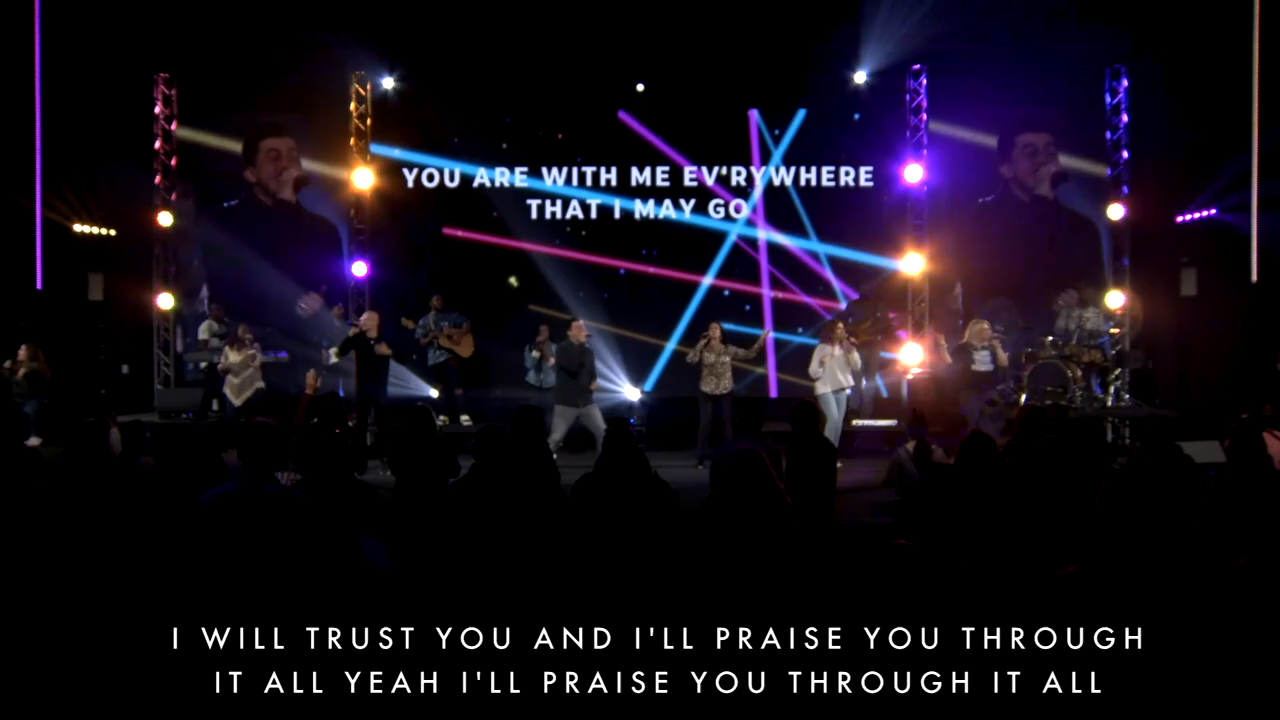 YOU ARE WITH ME EV'RYWHERE
THAT I MAY GO
I WILL TRUST YOU AND I'LL PRAISE YOU THROUGH
IT ALL YEAH I'LL PRAISE YOU THROUGH IT ALL